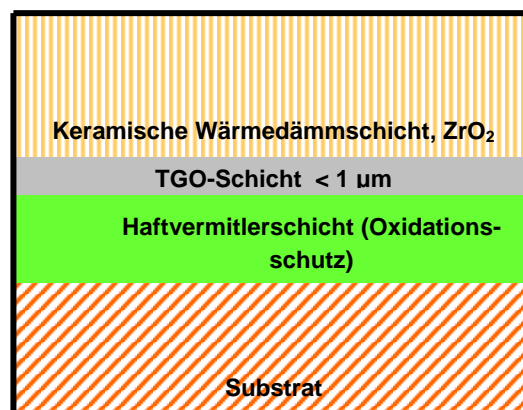 Keramische Wärmedämmschicht, ZrO₂
TGO-Schicht < 1 µm
Haftvermitlerschicht (Oxidations-
schutz)
Substrat